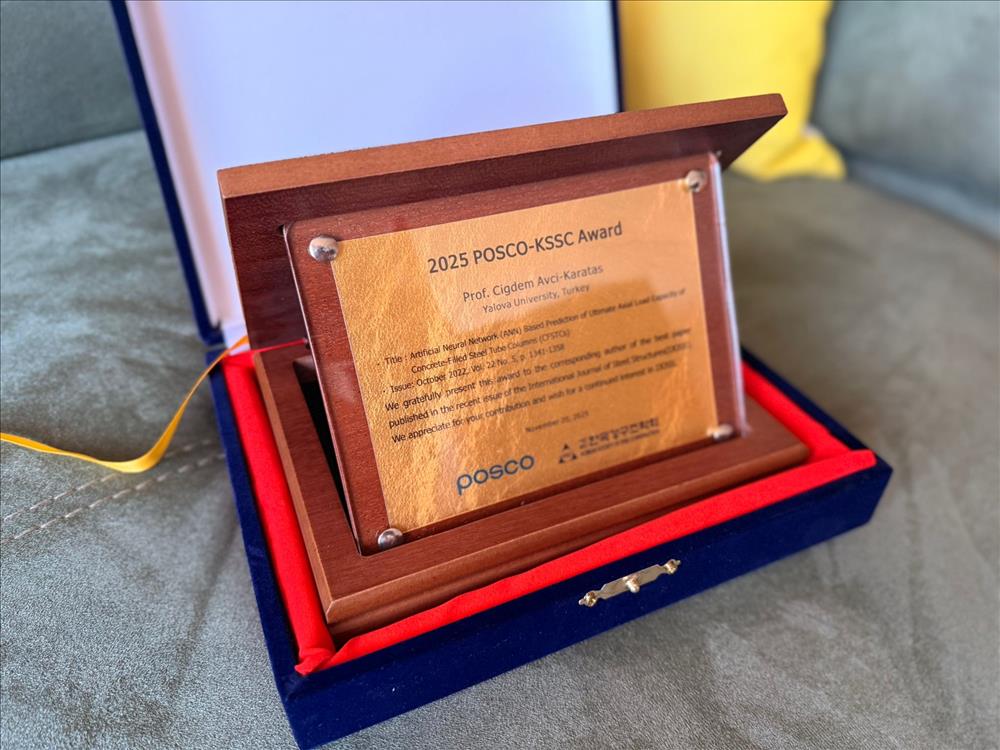 2025 POSCO-KSSC Award
Prof. Cigdem Avci-Karatas
Yalova University, Turkey
· Title : Artificial Neural Network (ANN) Based Prediction of Ultimate Axial Load Capacity of
Concrete-Filled Steel Tube Columns (CFSTCs)
· Issue: October 2022, Vol. 22 No. 5, p. 1341-1358
We gratefully present this award to the corresponding author of the best paper
published in the recent issue of the International Journal of Steel Structures(IJOSS).
We appreciate for your contribution and wish for a continued interest in IJOSS.
November 20, 2025
posco